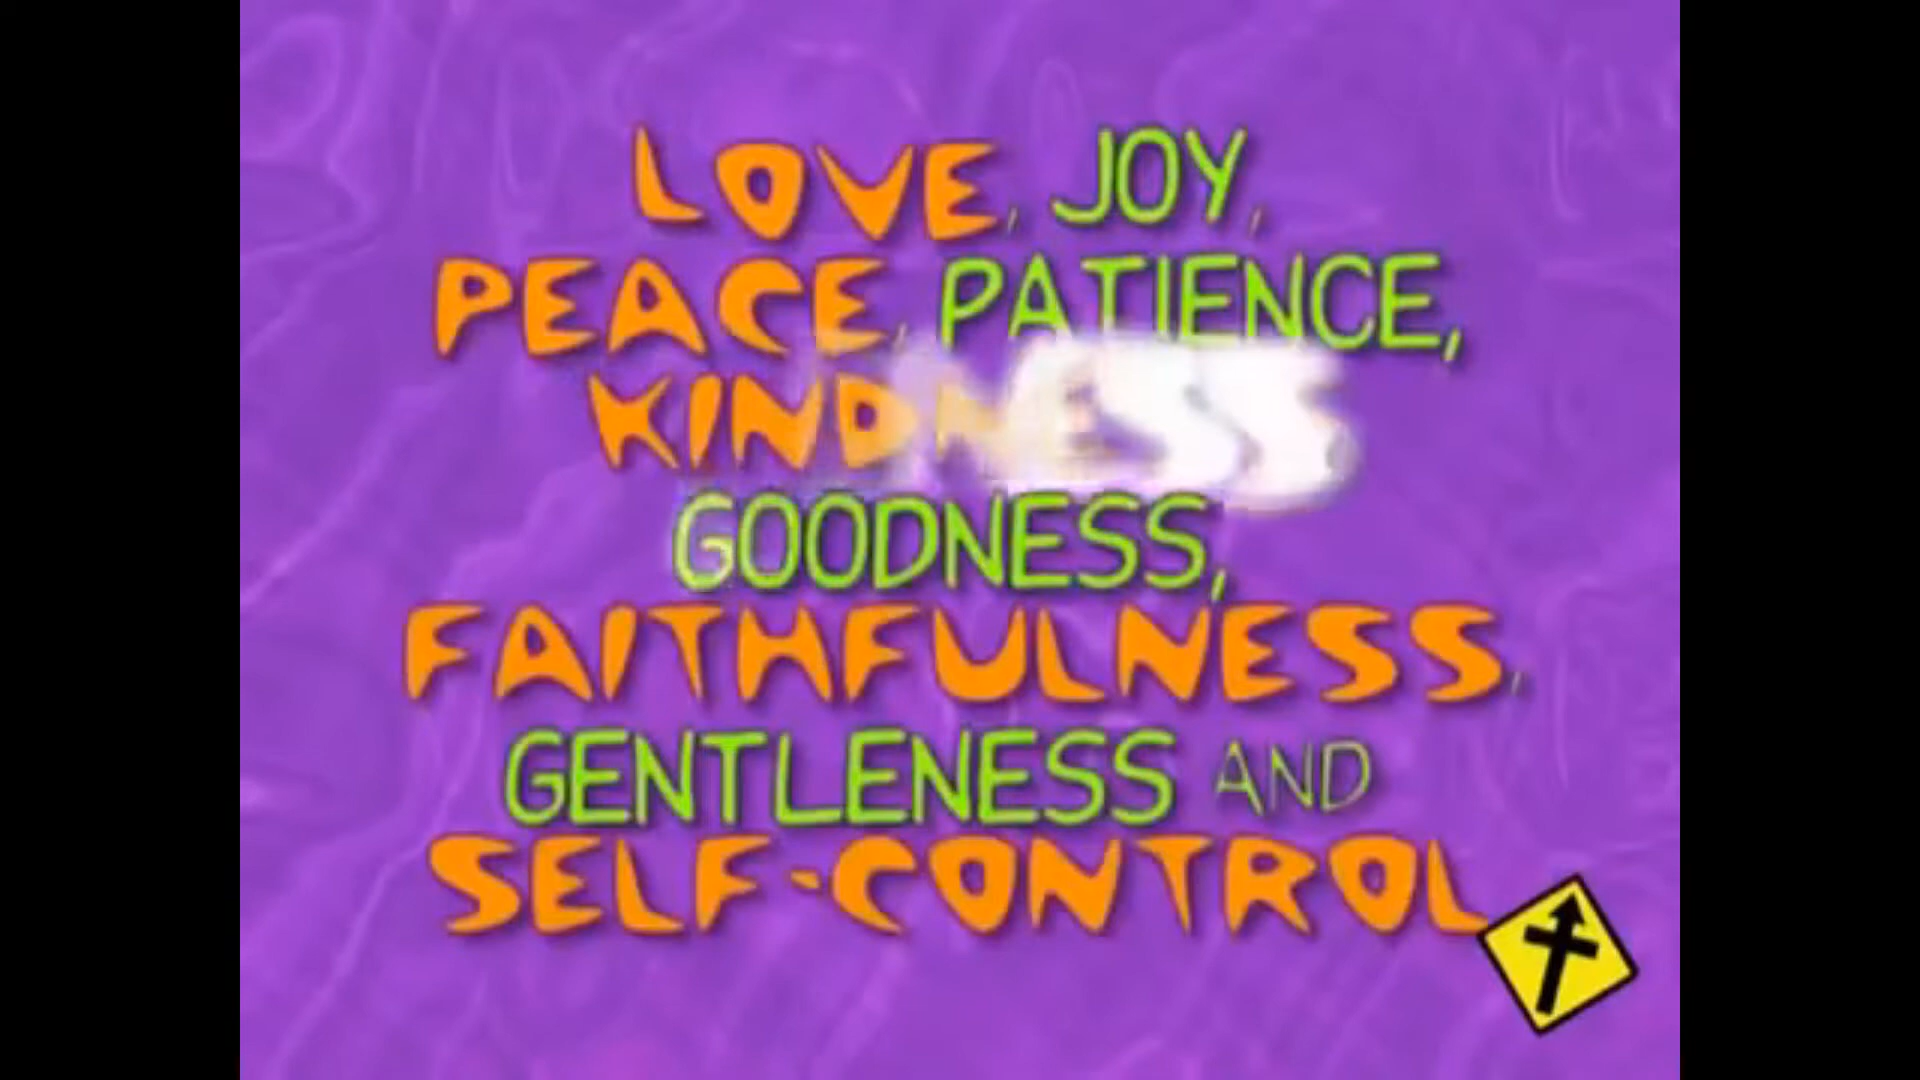 LOVE, JOY,
PEACE, PATIENCE,
KINDNESS,
GOODNESS,
FAITHFULNESS,
GENTLENESS AND
SELF-CONTROL